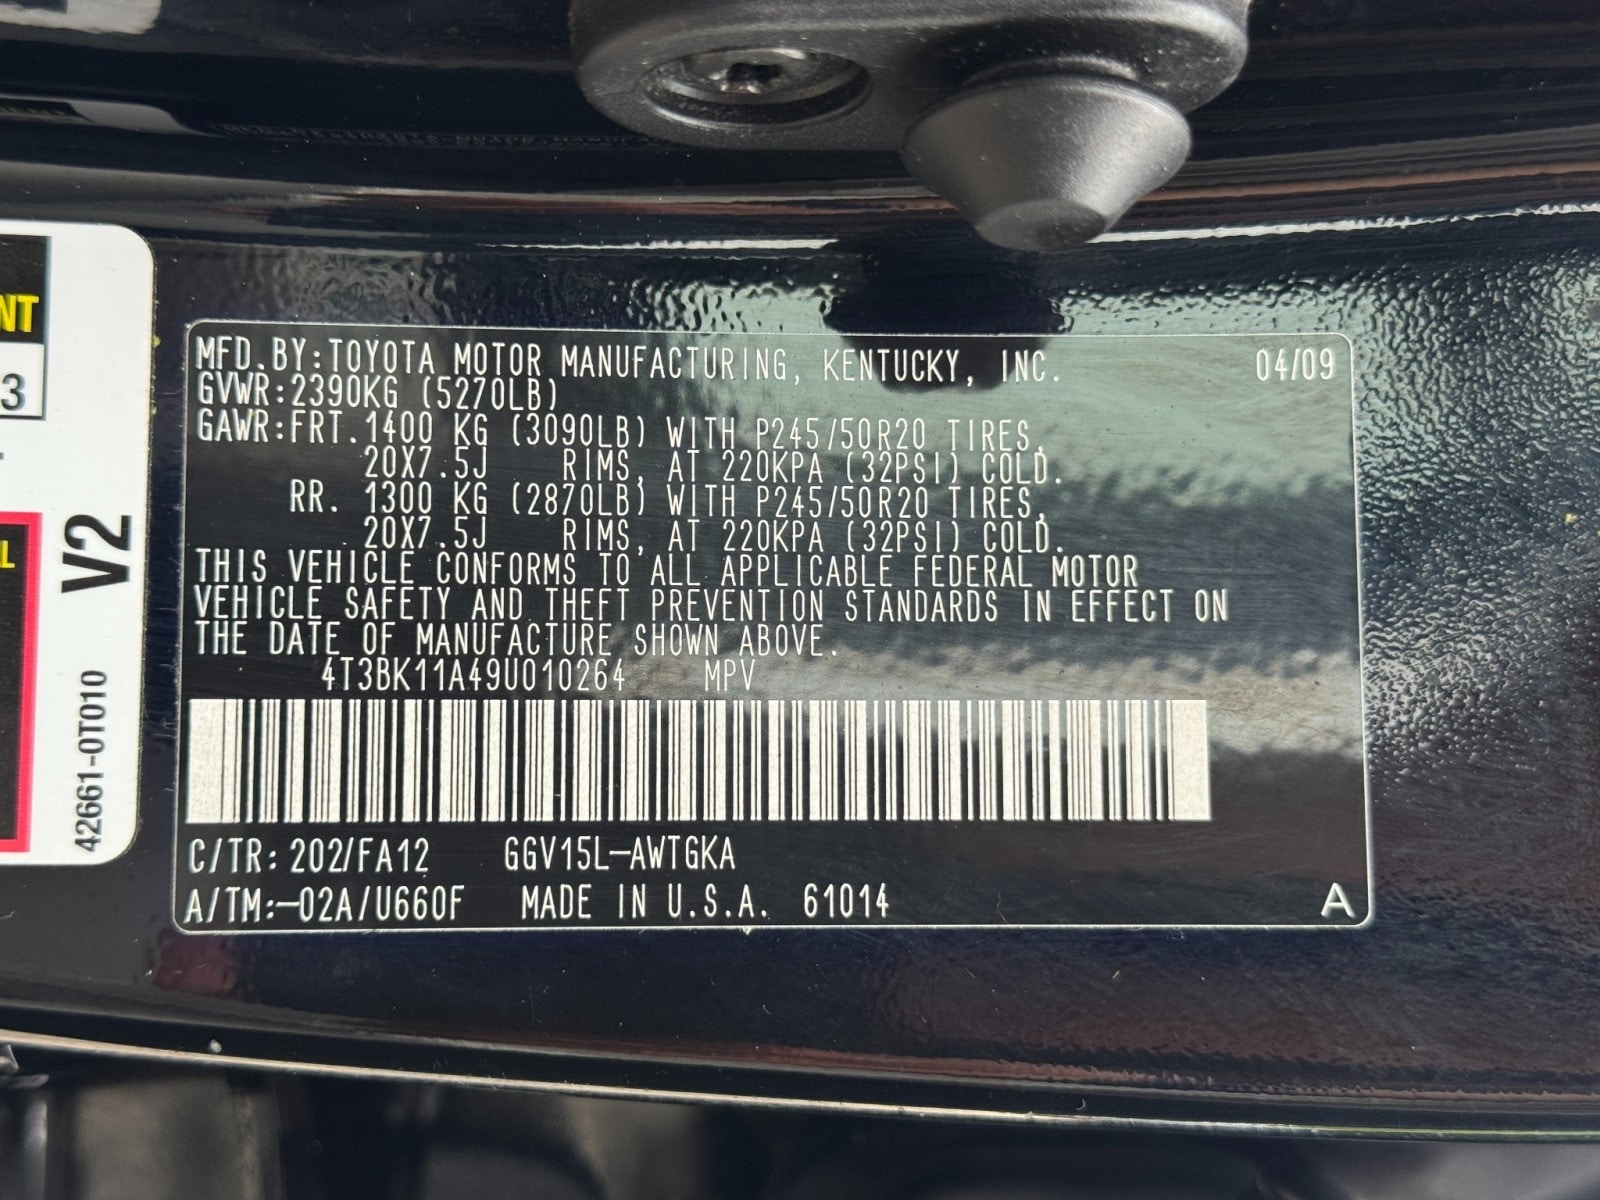 MFD.BY:TOYOTA MOTOR MANUFACTURING, KENTUCKY, INC. 04/09
GVWR:2390KG (5270LB)
GAWR:FRT.1400 KG (3090LB) WITH P245/50R20 TIRES,
20X7.5J RIMS, AT 220KPA (32PSI) COLD.
RR. 1300 KG (2870LB) WITH P245/50R20 TIRES,
20X7.5J RIMS, AT 220KPA (32PSI) COLD.
THIS VEHICLE CONFORMS TO ALL APPLICABLE FEDERAL MOTOR
VEHICLE SAFETY AND THEFT PREVENTION STANDARDS IN EFFECT ON
THE DATE OF MANUFACTURE SHOWN ABOVE.
4T3BK11A49U010264 MPV
C/TR: 202/FA12 GGV15L-AWTGKA
A/TM:-02A/U660F MADE IN U.S.A. 61014 A
NT
3
L
V2
42661-0T010